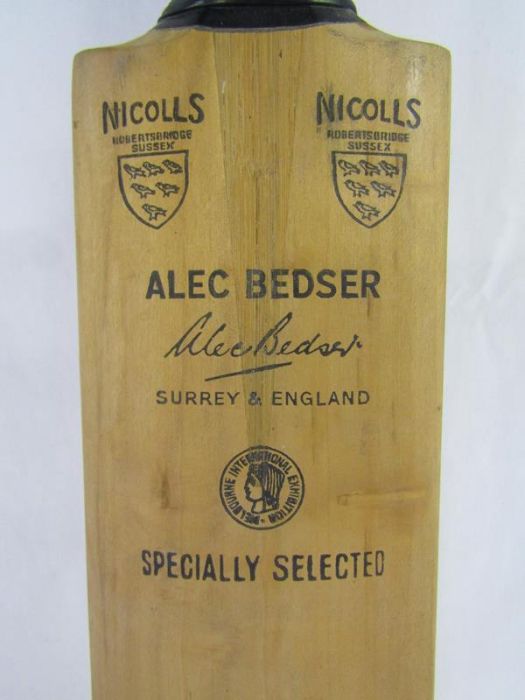 NICOLLS
ROBERTSBRIDGE
SUSSEX
NICOLLS
ROBERTSBRIDGE
SUSSEX
ALEC BEDSER
Alec Bedser
SURREY & ENGLAND
MELBOURNE INTERNATIONAL EXHIBITION
SPECIALLY SELECTED